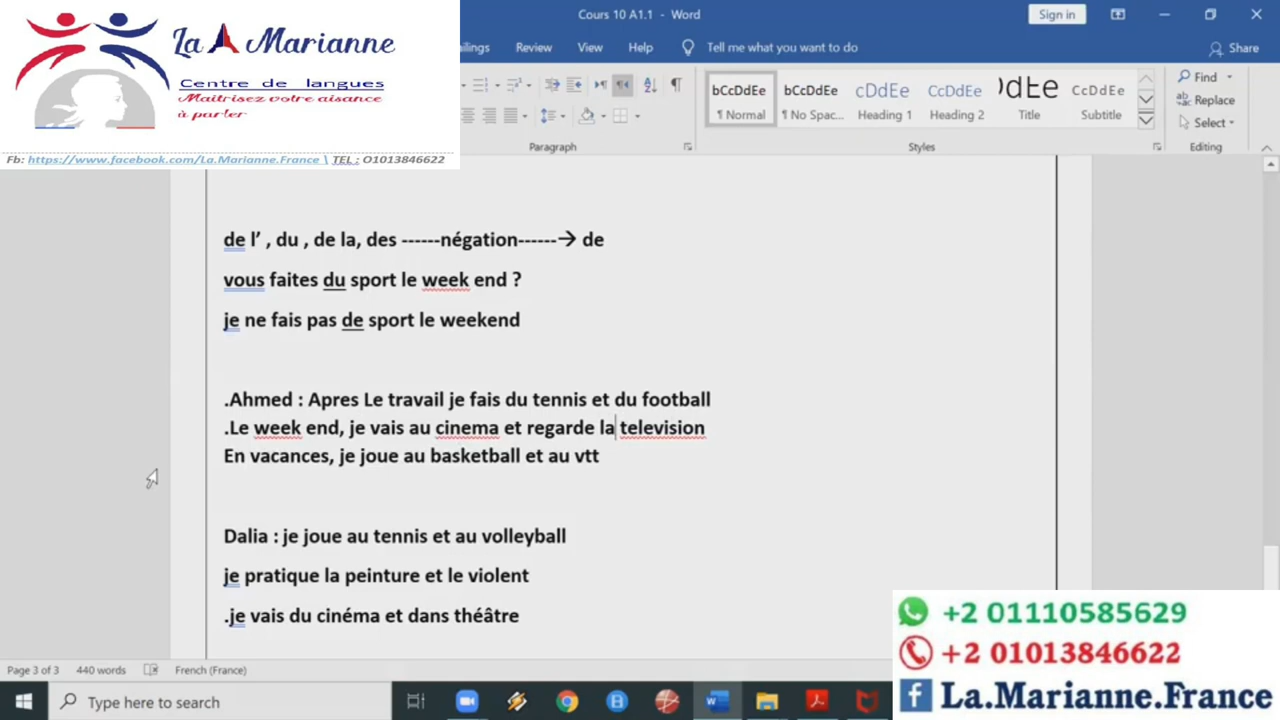 La Marianne
Centre de langues
Maîtrisez votre aisance
à parler
Fb: https://www.facebook.com/La.Marianne.France \ TEL : O1013846622
Cours 10 A1.1 - Word
Sign in
ilings Review View Help Tell me what you want to do Share
bCcDdEe bCcDdEe cDdEe CcDdEe )dtEe CcDdEe
¶ Normal ¶ No Spac... Heading 1 Heading 2 Title Subtitle
Find
Replace
Select
Paragraph Styles Editing
de l’ , du , de la, des ------négation------→ de
vous faites du sport le week end ?
je ne fais pas de sport le weekend
.Ahmed : Apres Le travail je fais du tennis et du football
.Le week end, je vais au cinema et regarde la television
En vacances, je joue au basketball et au vtt
Dalia : je joue au tennis et au volleyball
je pratique la peinture et le violent
.je vais du cinéma et dans théâtre
Page 3 of 3 440 words French (France)
Type here to search
+2 01110585629
+2 01013846622
La.Marianne.France